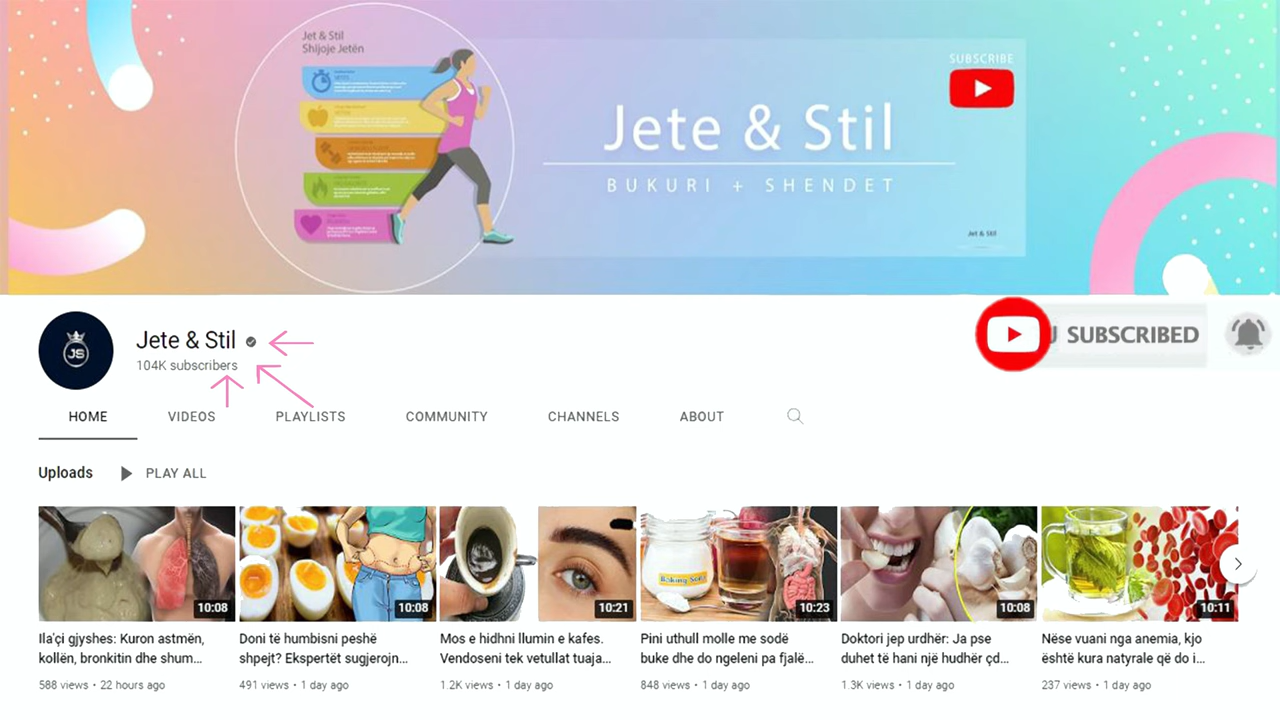 Jet & Stil
Shijoje Jetën
SUBSCRIBE
Jete & Stil
BUKURI + SHENDET
Jet & Stil
JS
Jete & Stil
104K subscribers
SUBSCRIBED
HOME VIDEOS PLAYLISTS COMMUNITY CHANNELS ABOUT
Uploads PLAY ALL
Baking Soda
10:08 10:08 10:21 10:23 10:08 10:11
Ila'çi gjyshes: Kuron astmën,
kollën, bronkitin dhe shum...
588 views • 22 hours ago
Doni të humbisni peshë
shpejt? Ekspertët sugjerojn...
491 views • 1 day ago
Mos e hidhni llumin e kafes.
Vendoseni tek vetullat tuaja...
1.2K views • 1 day ago
Pini uthull molle me sodë
buke dhe do ngeleni pa fjalë...
848 views • 1 day ago
Doktori jep urdhër: Ja pse
duhet të hani një hudhër çd...
1.3K views • 1 day ago
Nëse vuani nga anemia, kjo
është kura natyrale që do i...
237 views • 1 day ago